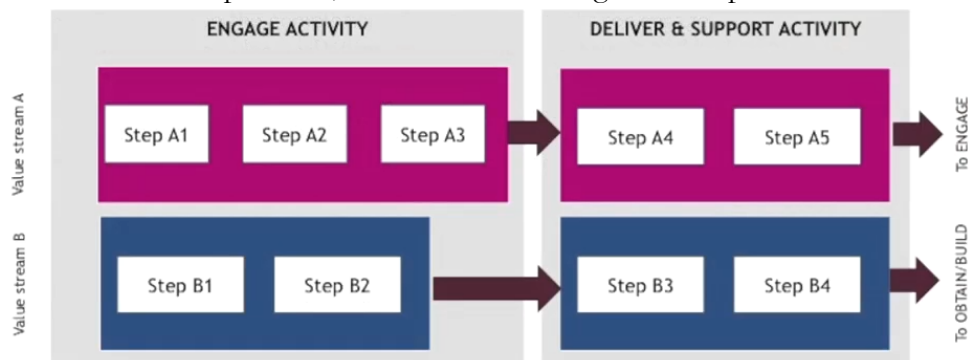 ENGAGE ACTIVITY
DELIVER & SUPPORT ACTIVITY
Value stream A
Step A1
Step A2
Step A3
Step A4
Step A5
To ENGAGE
Value stream B
Step B1
Step B2
Step B3
Step B4
To OBTAIN/BUILD